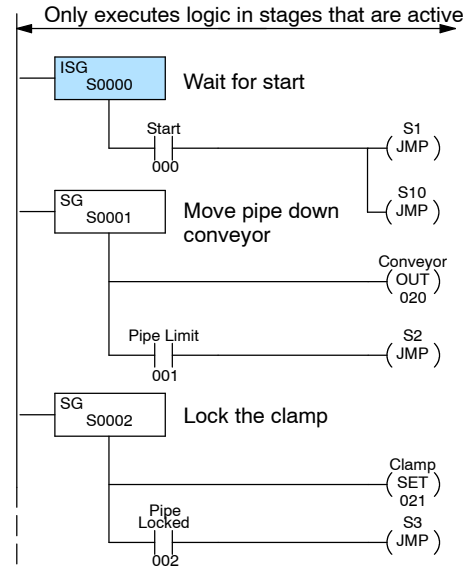 Only executes logic in stages that are active
ISG
S0000
Wait for start
Start
000
S1
JMP
S10
JMP
SG
S0001
Move pipe down
conveyor
Conveyor
OUT
020
Pipe Limit
001
S2
JMP
SG
S0002
Lock the clamp
Clamp
SET
021
Pipe
Locked
002
S3
JMP